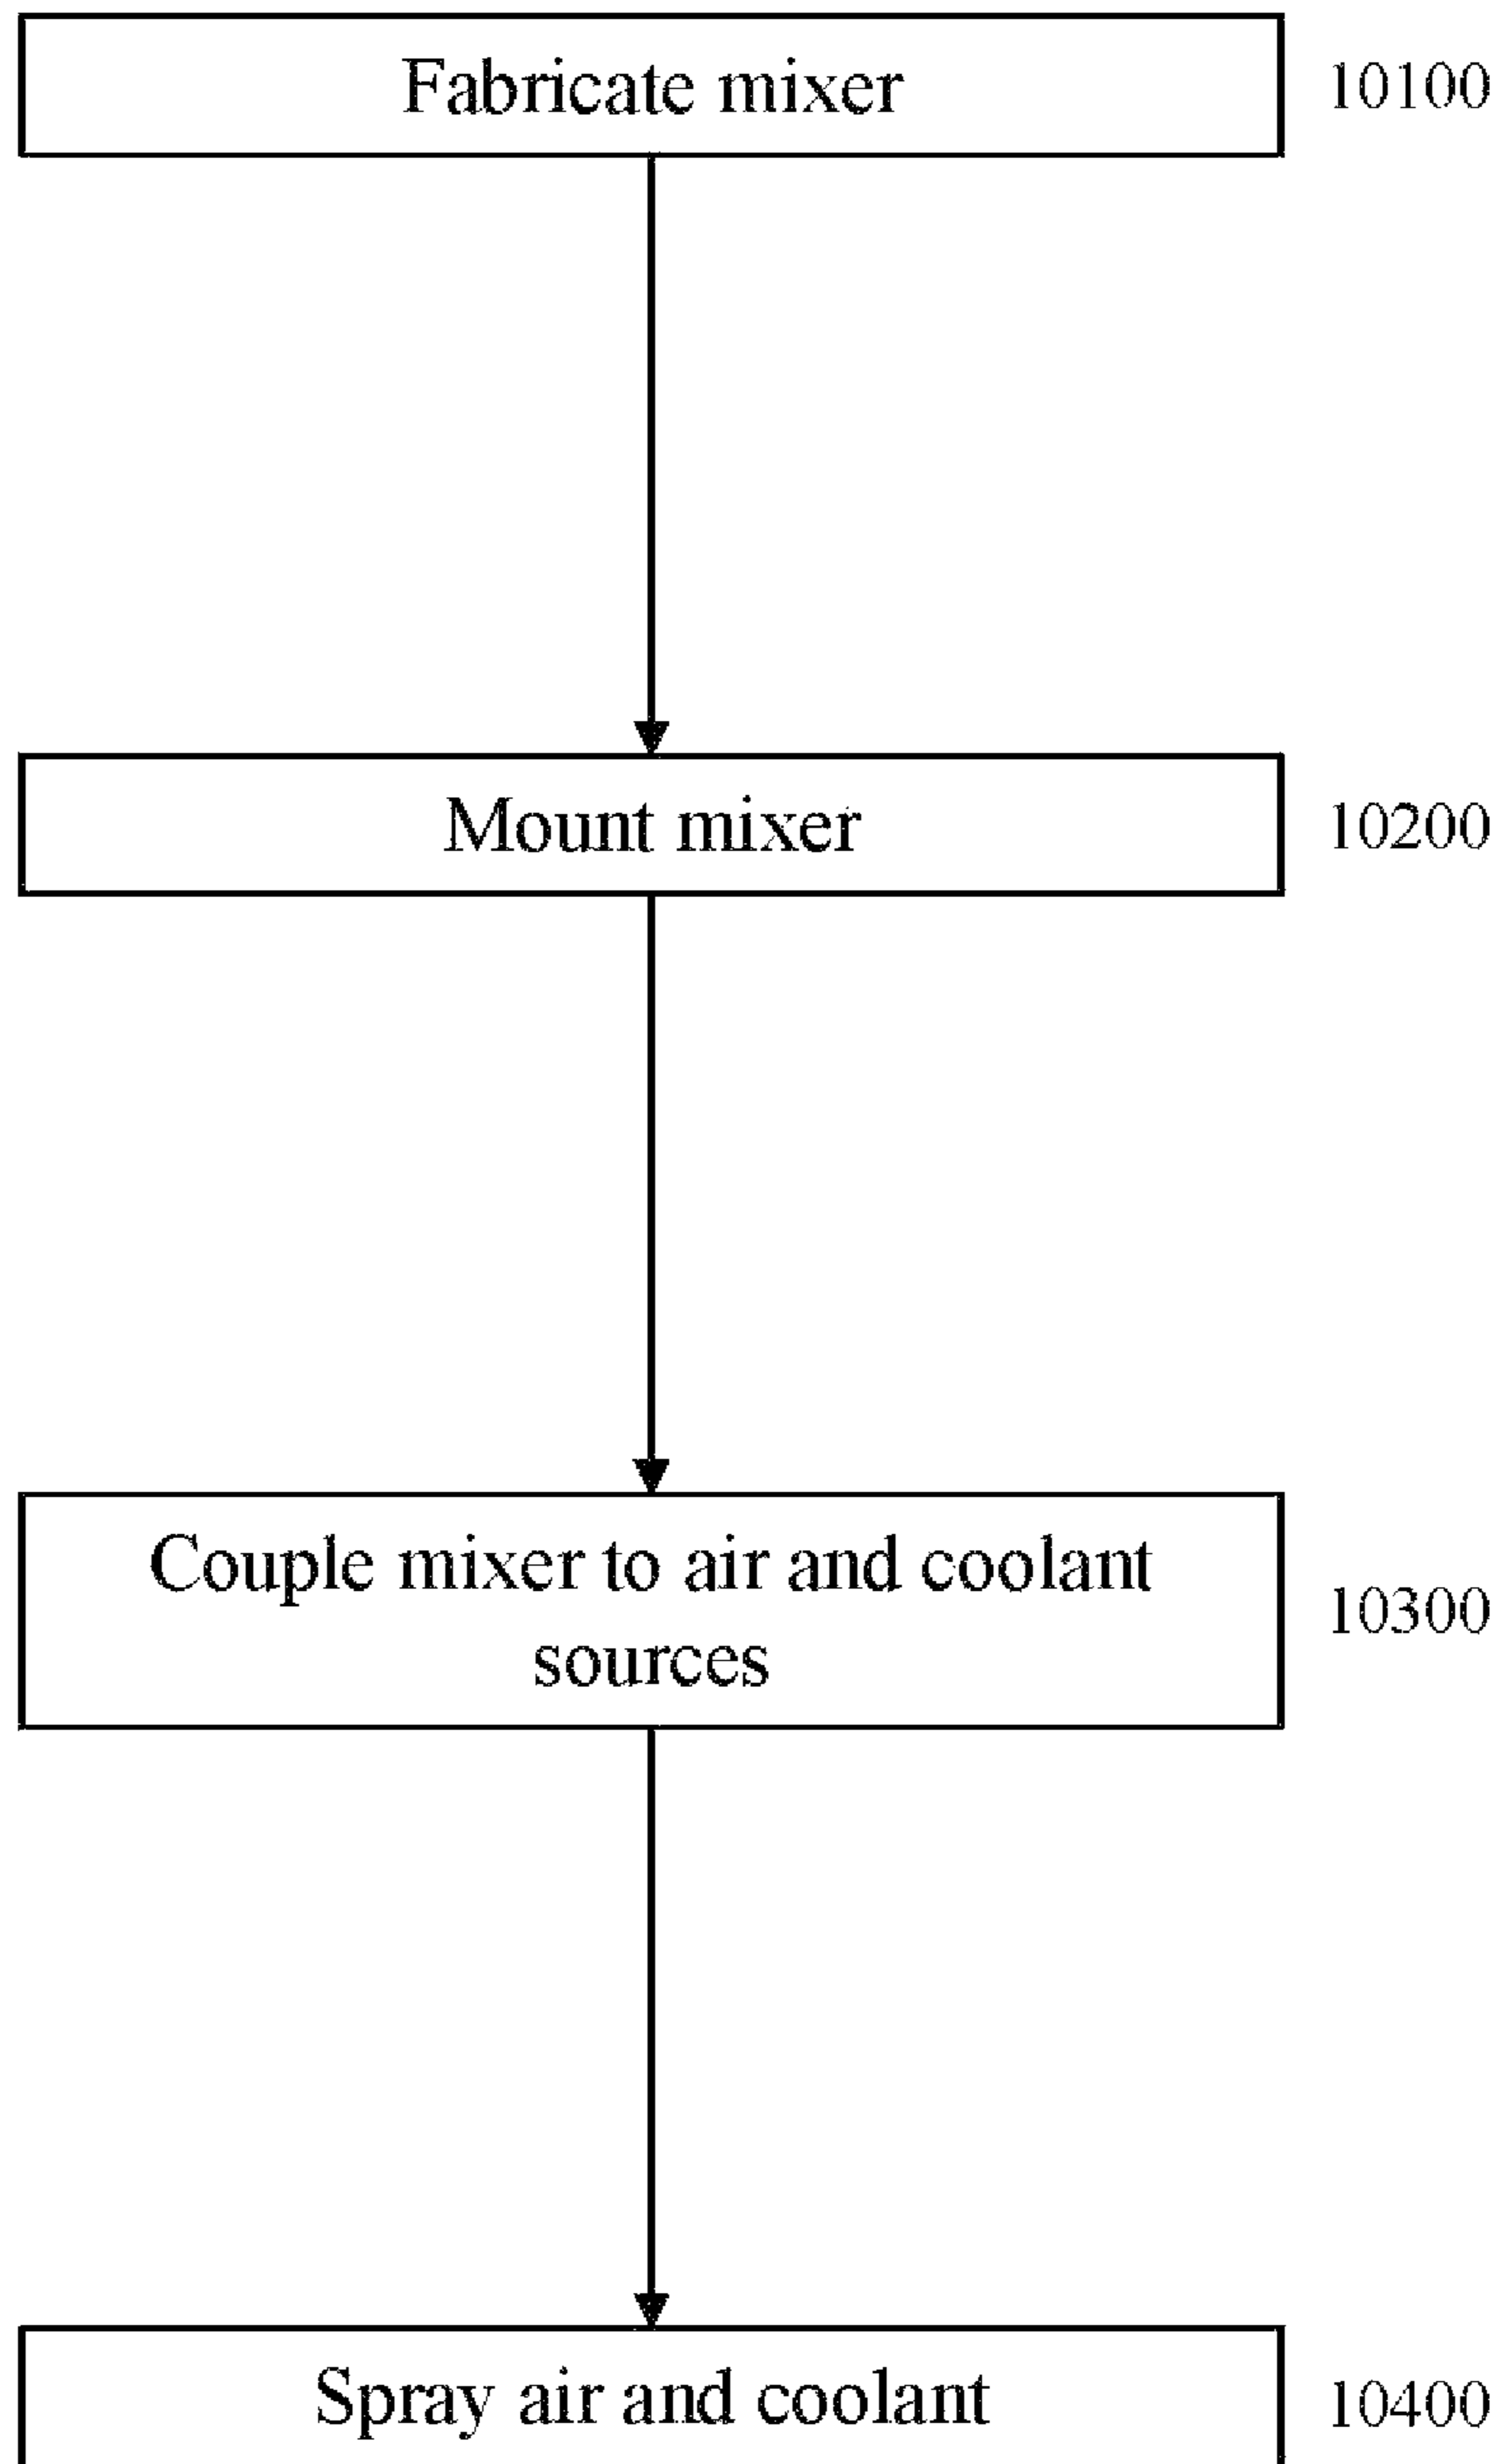 Fabricate mixer 10100
Mount mixer 10200
Couple mixer to air and coolant
sources
10300
Spray air and coolant 10400